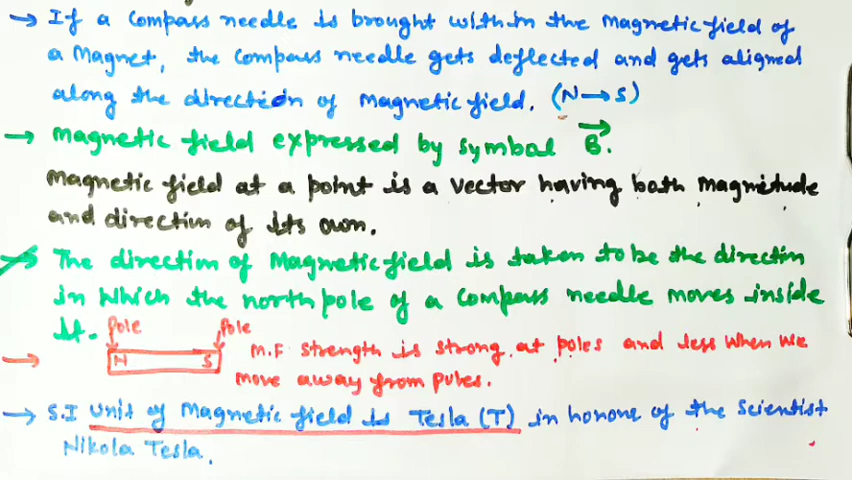 → If a compass needle is brought within the magnetic field of
a Magnet, the compass needle gets deflected and gets aligned
along the direction of magnetic field. (N→S)
→ Magnetic field expressed by symbol B⃗.
Magnetic field at a point is a vector having both magnitude
and direction of its own.
→ The direction of Magnetic field is taken to be the direction
in which the north pole of a compass needle moves inside
it.
Pole Pole
N S
→ M.F strength is strong at poles and less when we
move away from poles.
→ S.I unit of Magnetic field is Tesla (T) in honone of the Scientist
Nikola Tesla.